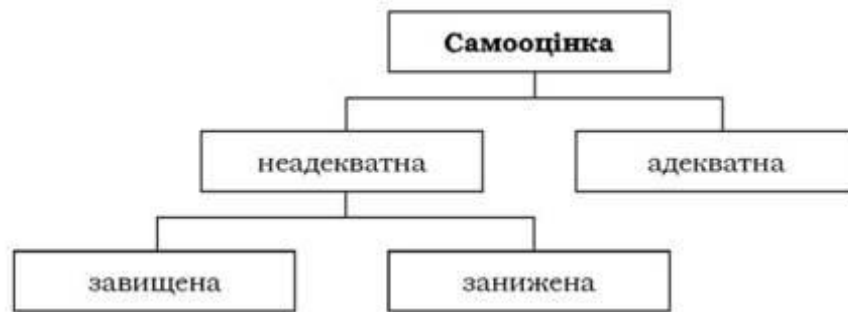 Самооцінка
неадекватна
адекватна
завищена
занижена